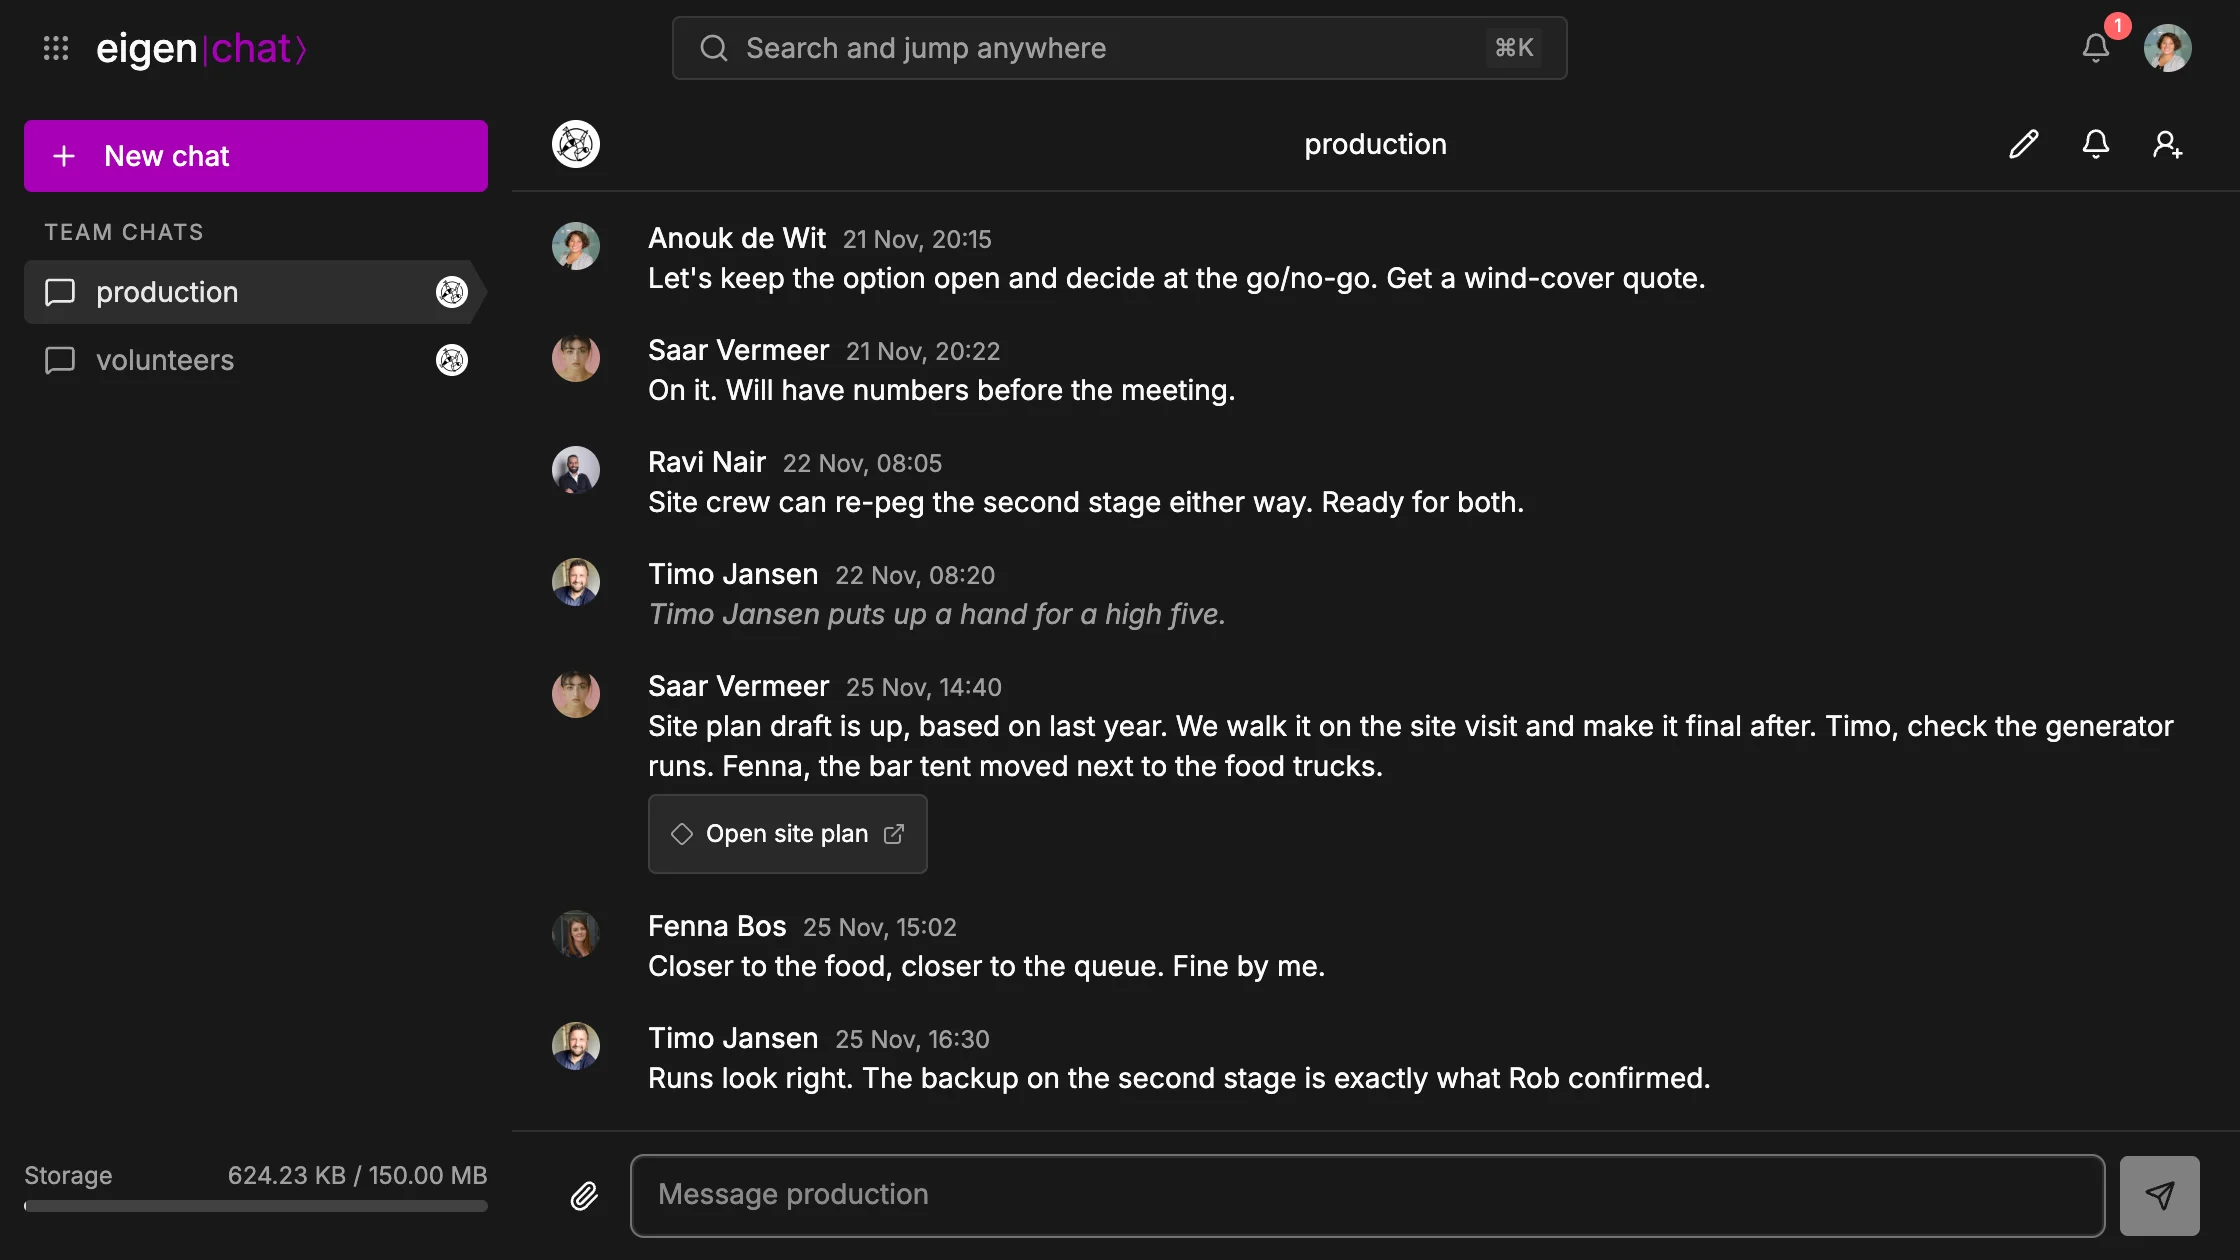 eigen|chat⟩
Search and jump anywhere
⌘K
1
New chat
TEAM CHATS
production
volunteers
Storage
624.23 KB / 150.00 MB
production
Anouk de Wit 21 Nov, 20:15
Let's keep the option open and decide at the go/no-go. Get a wind-cover quote.
Saar Vermeer 21 Nov, 20:22
On it. Will have numbers before the meeting.
Ravi Nair 22 Nov, 08:05
Site crew can re-peg the second stage either way. Ready for both.
Timo Jansen 22 Nov, 08:20
Timo Jansen puts up a hand for a high five.
Saar Vermeer 25 Nov, 14:40
Site plan draft is up, based on last year. We walk it on the site visit and make it final after. Timo, check the generator
runs. Fenna, the bar tent moved next to the food trucks.
Open site plan
Fenna Bos 25 Nov, 15:02
Closer to the food, closer to the queue. Fine by me.
Timo Jansen 25 Nov, 16:30
Runs look right. The backup on the second stage is exactly what Rob confirmed.
Message production